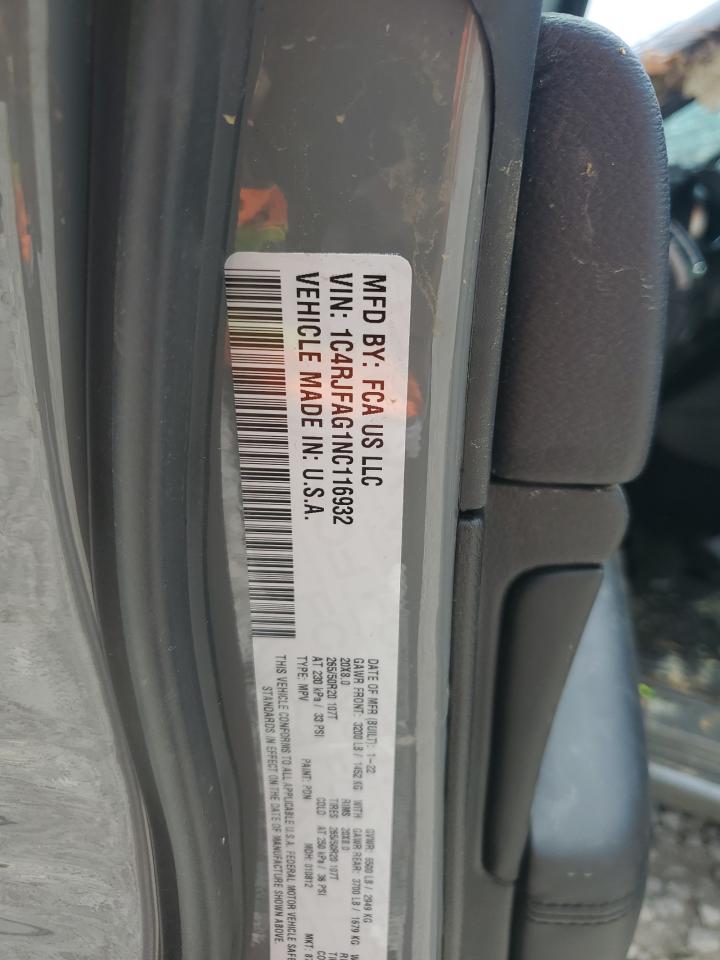 MFD BY: FCA US LLC
VIN: 1C4RJFAG1NC116932
VEHICLE MADE IN: U.S.A.
DATE OF MFR (BUILT): 1-22 GVWR: 6500 LB / 2949 KG
GAWR FRONT: 3200 LB / 1452 KG WITH GAWR REAR: 3700 LB / 1679 KG
20X8.0 RIMS 20X8.0
265/50R20 107T TIRES 265/50R20 107T
AT 230 kPa / 33 PSI COLD AT 250 kPa / 36 PSI
TYPE: MPV PAINT: PDN MDH: 010812 MKT:
THIS VEHICLE CONFORMS TO ALL APPLICABLE U.S.A. FEDERAL MOTOR VEHICLE
STANDARDS IN EFFECT ON THE DATE OF MANUFACTURE SHOWN ABOVE.